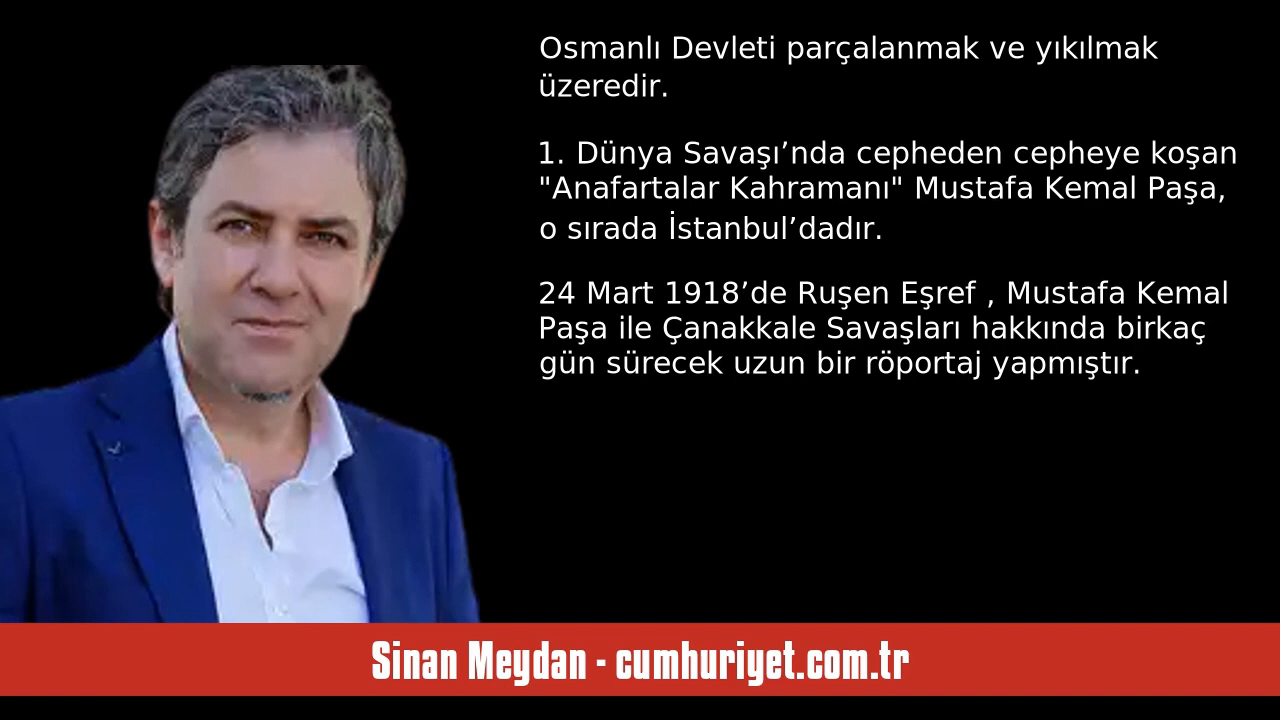 Osmanlı Devleti parçalanmak ve yıkılmak
üzeredir.
1. Dünya Savaşı’nda cepheden cepheye koşan
"Anafartalar Kahramanı" Mustafa Kemal Paşa,
o sırada İstanbul’dadır.
24 Mart 1918’de Ruşen Eşref , Mustafa Kemal
Paşa ile Çanakkale Savaşları hakkında birkaç
gün sürecek uzun bir röportaj yapmıştır.
Sinan Meydan - cumhuriyet.com.tr